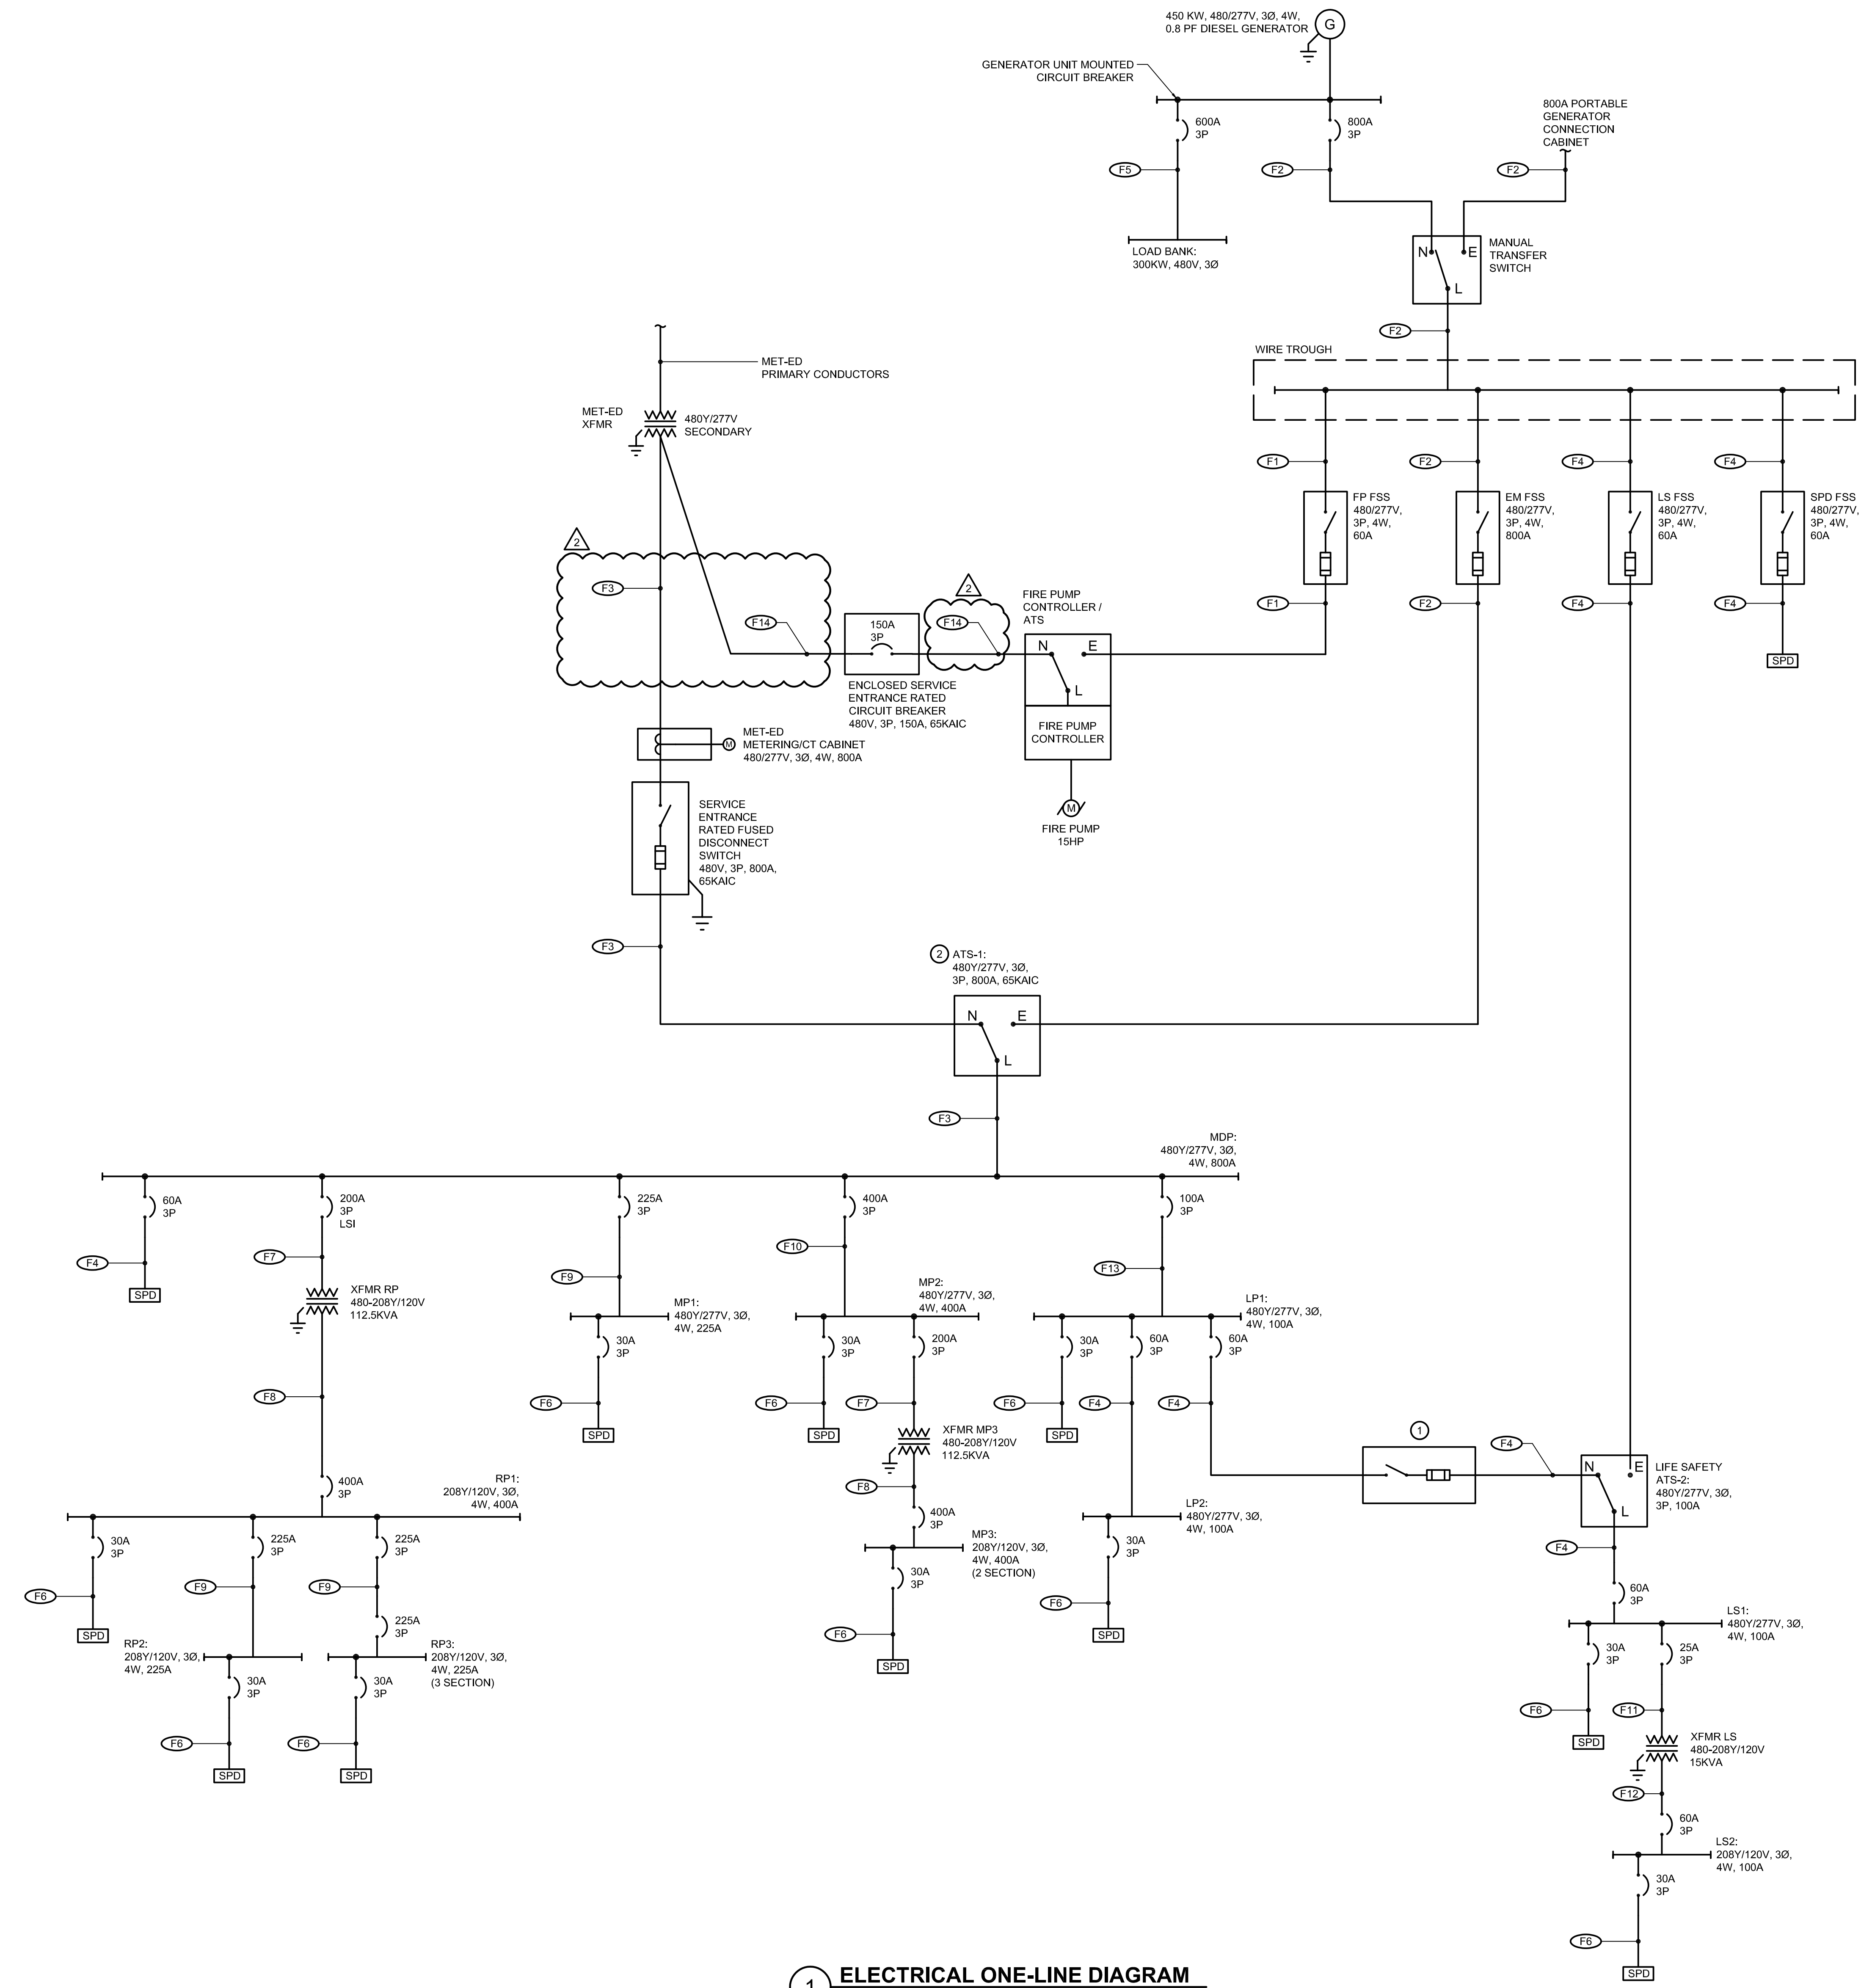 450 KW, 480/277V, 3Ø, 4W,
0.8 PF DIESEL GENERATOR
G
GENERATOR UNIT MOUNTED
CIRCUIT BREAKER
600A
3P
800A
3P
800A PORTABLE
GENERATOR
CONNECTION
CABINET
F5
F2
F2
LOAD BANK:
300KW, 480V, 3Ø
N
E
L
MANUAL
TRANSFER
SWITCH
F2
WIRE TROUGH
MET-ED
PRIMARY CONDUCTORS
MET-ED
XFMR
480Y/277V
SECONDARY
F1
F2
F4
F4
FP FSS
480/277V,
3P, 4W,
60A
EM FSS
480/277V,
3P, 4W,
800A
LS FSS
480/277V,
3P, 4W,
60A
SPD FSS
480/277V,
3P, 4W,
60A
F1
F2
F4
F4
SPD
2
F3
F14
150A
3P
ENCLOSED SERVICE
ENTRANCE RATED
CIRCUIT BREAKER
480V, 3P, 150A, 65KAIC
2
F14
FIRE PUMP
CONTROLLER /
ATS
N
E
L
FIRE PUMP
CONTROLLER
M
FIRE PUMP
15HP
M
MET-ED
METERING/CT CABINET
480/277V, 3Ø, 4W, 800A
SERVICE
ENTRANCE
RATED FUSED
DISCONNECT
SWITCH
480V, 3P, 800A,
65KAIC
F3
2
ATS-1:
480Y/277V, 3Ø,
3P, 800A, 65KAIC
N
E
L
F3
MDP:
480Y/277V, 3Ø,
4W, 800A
60A
3P
F4
SPD
200A
3P
LSI
F7
XFMR RP
480-208Y/120V
112.5KVA
F8
400A
3P
RP1:
208Y/120V, 3Ø,
4W, 400A
30A
3P
F6
SPD
225A
3P
F9
RP2:
208Y/120V, 3Ø,
4W, 225A
30A
3P
F6
SPD
225A
3P
F9
225A
3P
RP3:
208Y/120V, 3Ø,
4W, 225A
(3 SECTION)
30A
3P
F6
SPD
225A
3P
F9
MP1:
480Y/277V, 3Ø,
4W, 225A
30A
3P
F6
SPD
400A
3P
F10
MP2:
480Y/277V, 3Ø,
4W, 400A
30A
3P
F6
SPD
200A
3P
F7
XFMR MP3
480-208Y/120V
112.5KVA
F8
400A
3P
MP3:
208Y/120V, 3Ø,
4W, 400A
(2 SECTION)
30A
3P
F6
SPD
100A
3P
F13
LP1:
480Y/277V, 3Ø,
4W, 100A
30A
3P
F6
SPD
60A
3P
F4
LP2:
480Y/277V, 3Ø,
4W, 100A
30A
3P
F6
SPD
60A
3P
F4
1
F4
N
E
L
LIFE SAFETY
ATS-2:
480Y/277V, 3Ø,
3P, 100A
F4
60A
3P
LS1:
480Y/277V, 3Ø,
4W, 100A
30A
3P
F6
SPD
25A
3P
F11
XFMR LS
480-208Y/120V
15KVA
F12
60A
3P
LS2:
208Y/120V, 3Ø,
4W, 100A
30A
3P
F6
SPD
1
ELECTRICAL ONE-LINE DIAGRAM